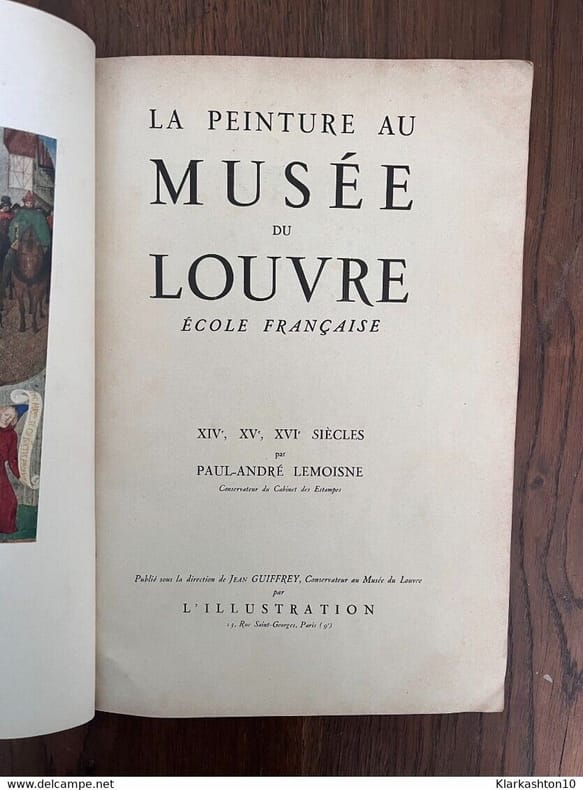 LA PEINTURE AU
MUSÉE
DU
LOUVRE
ÉCOLE FRANÇAISE
XIVe, XVe, XVIe SIÈCLES
par
PAUL-ANDRÉ LEMOISNE
Conservateur du Cabinet des Estampes
Publié sous la direction de JEAN GUIFFREY, Conservateur au Musée du Louvre
par
L'ILLUSTRATION
13, Rue Saint-Georges, Paris (9e)
www.delcampe.net
Klarkashton10